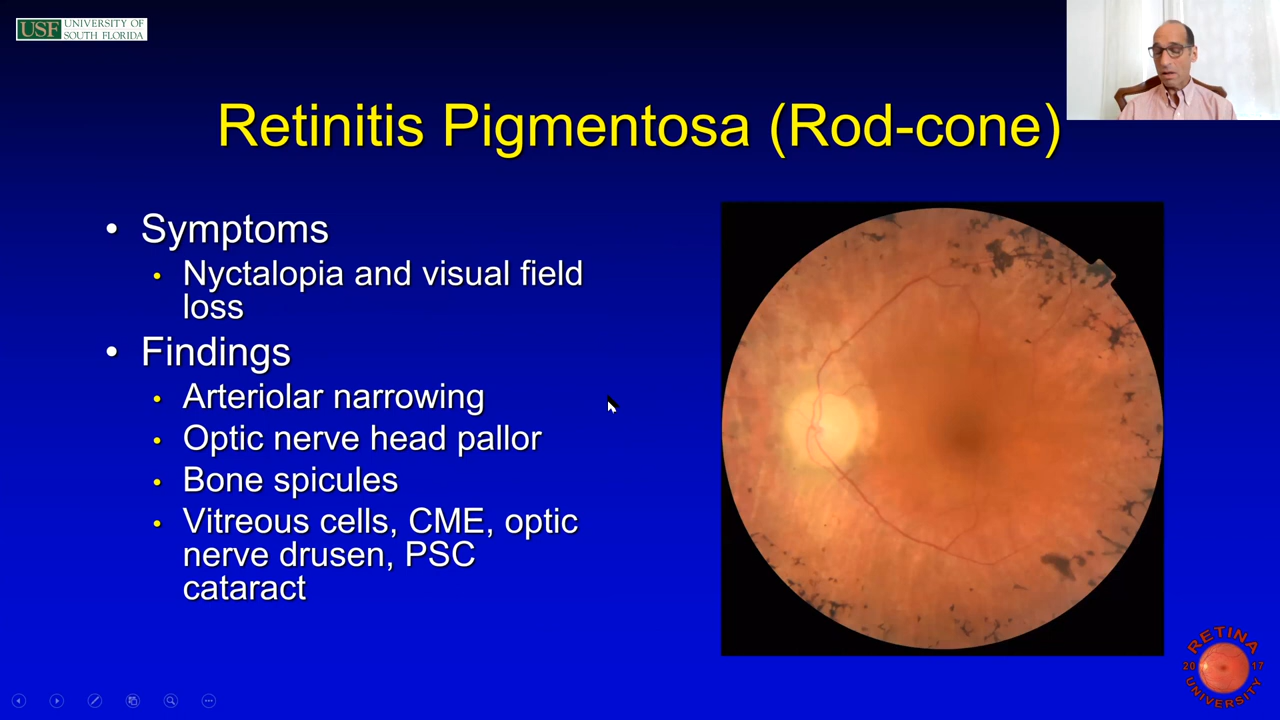 USF UNIVERSITY OF
SOUTH FLORIDA
Retinitis Pigmentosa (Rod-cone)
• Symptoms
• Nyctalopia and visual field
loss
• Findings
• Arteriolar narrowing
• Optic nerve head pallor
• Bone spicules
• Vitreous cells, CME, optic
nerve drusen, PSC
cataract
RETINA
20 17
UNIVERSITY